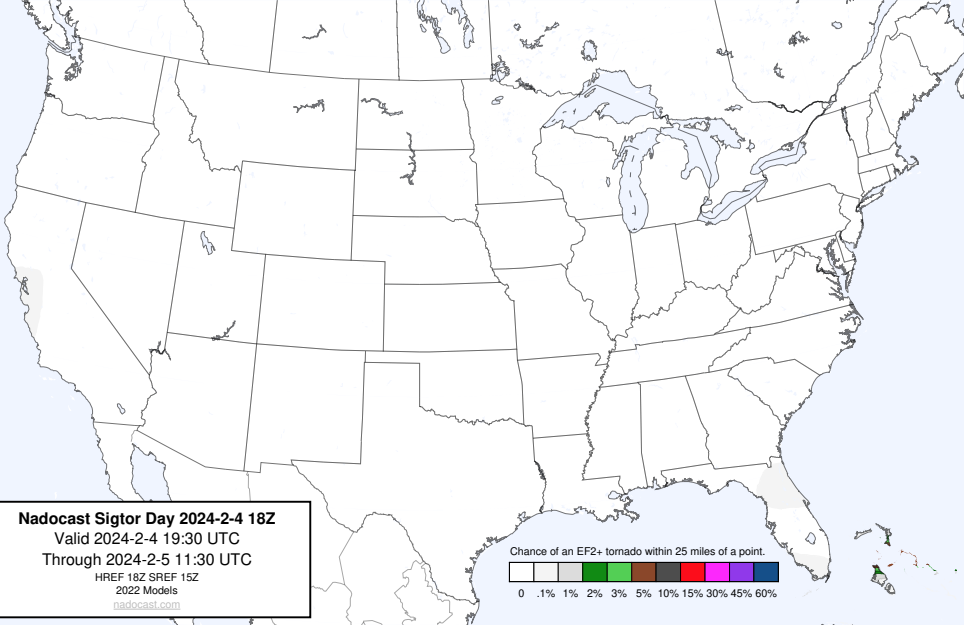 Nadocast Sigtor Day 2024-2-4 18Z
Valid 2024-2-4 19:30 UTC
Through 2024-2-5 11:30 UTC
HREF 18Z SREF 15Z
2022 Models
nadocast.com
Chance of an EF2+ tornado within 25 miles of a point.
0 .1% 1% 2% 3% 5% 10% 15% 30% 45% 60%